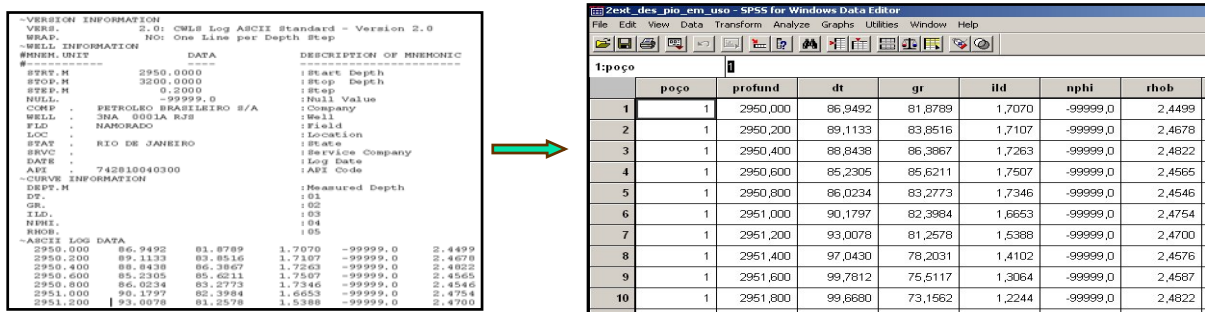 ~VERSION INFORMATION
VERS. 2.0: CWLS Log ASCII Standard - Version 2.0
WRAP. NO: One Line per Depth Step
~WELL INFORMATION
#MNEM.UNIT DATA DESCRIPTION OF MNEMONIC
#----------- ---- -----------------------
STRT.M 2950.0000 :Start Depth
STOP.M 3200.0000 :Stop Depth
STEP.M 0.2000 :Step
NULL. -99999.0 :Null Value
COMP . PETROLEO BRASILEIRO S/A :Company
WELL . 3NA 0001A RJS :Well
FLD . NAMORADO :Field
LOC . :Location
STAT . RIO DE JANEIRO :State
SRVC . :Service Company
DATE . :Log Date
API . 742810040300 :API Code
~CURVE INFORMATION
DEPT.M :Measured Depth
DT. :01
GR. :02
ILD. :03
NPHI. :04
RHOB. :05
~ASCII LOG DATA
2950.000 86.9492 81.8789 1.7070 -99999.0 2.4499
2950.200 89.1133 83.8516 1.7107 -99999.0 2.4678
2950.400 88.8438 86.3867 1.7263 -99999.0 2.4822
2950.600 85.2305 85.6211 1.7507 -99999.0 2.4565
2950.800 86.0234 83.2773 1.7346 -99999.0 2.4546
2951.000 90.1797 82.3984 1.6653 -99999.0 2.4754
2951.200 93.0078 81.2578 1.5388 -99999.0 2.4700
2ext_des_pio_em_uso - SPSS for Windows Data Editor
File Edit View Data Transform Analyze Graphs Utilities Window Help
1:poço 1
poço profund dt gr ild nphi rhob
1 1 2950,000 86,9492 81,8789 1,7070 -99999,0 2,4499
2 1 2950,200 89,1133 83,8516 1,7107 -99999,0 2,4678
3 1 2950,400 88,8438 86,3867 1,7263 -99999,0 2,4822
4 1 2950,600 85,2305 85,6211 1,7507 -99999,0 2,4565
5 1 2950,800 86,0234 83,2773 1,7346 -99999,0 2,4546
6 1 2951,000 90,1797 82,3984 1,6653 -99999,0 2,4754
7 1 2951,200 93,0078 81,2578 1,5388 -99999,0 2,4700
8 1 2951,400 97,0430 78,2031 1,4102 -99999,0 2,4576
9 1 2951,600 99,7812 75,5117 1,3064 -99999,0 2,4587
10 1 2951,800 99,6680 73,1562 1,2244 -99999,0 2,4822